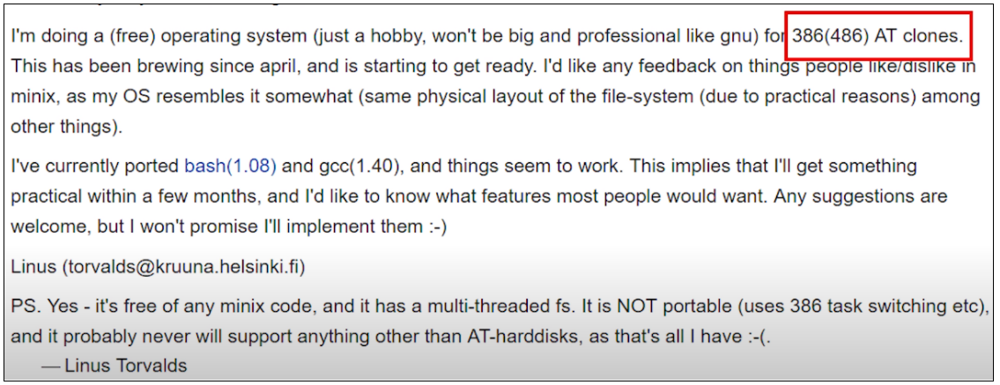 I'm doing a (free) operating system (just a hobby, won't be big and professional like gnu) for 386(486) AT clones.
This has been brewing since april, and is starting to get ready. I'd like any feedback on things people like/dislike in
minix, as my OS resembles it somewhat (same physical layout of the file-system (due to practical reasons) among
other things).
I've currently ported bash(1.08) and gcc(1.40), and things seem to work. This implies that I'll get something
practical within a few months, and I'd like to know what features most people would want. Any suggestions are
welcome, but I won't promise I'll implement them :-)
Linus (torvalds@kruuna.helsinki.fi)
PS. Yes - it's free of any minix code, and it has a multi-threaded fs. It is NOT portable (uses 386 task switching etc),
and it probably never will support anything other than AT-harddisks, as that's all I have :-(.
— Linus Torvalds